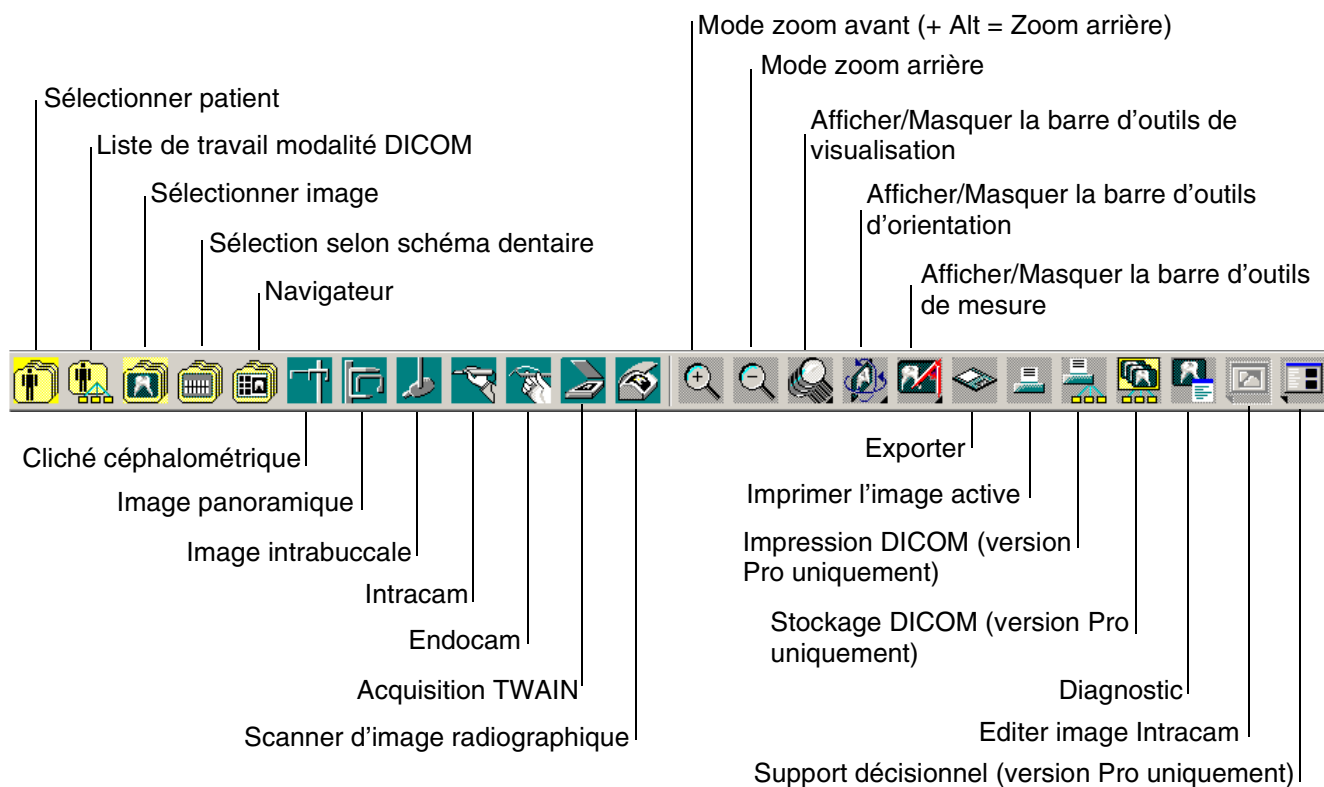 Mode zoom avant (+ Alt = Zoom arrière)
Mode zoom arrière
Sélectionner patient
Afficher/Masquer la barre d’outils de
visualisation
Liste de travail modalité DICOM
Sélectionner image
Afficher/Masquer la barre d’outils
d’orientation
Sélection selon schéma dentaire
Afficher/Masquer la barre d’outils
de mesure
Navigateur
Cliché céphalométrique
Exporter
Image panoramique
Imprimer l’image active
Image intrabuccale
Impression DICOM (version
Pro uniquement)
Intracam
Stockage DICOM (version Pro
uniquement)
Endocam
Acquisition TWAIN
Diagnostic
Scanner d’image radiographique
Editer image Intracam
Support décisionnel (version Pro uniquement)